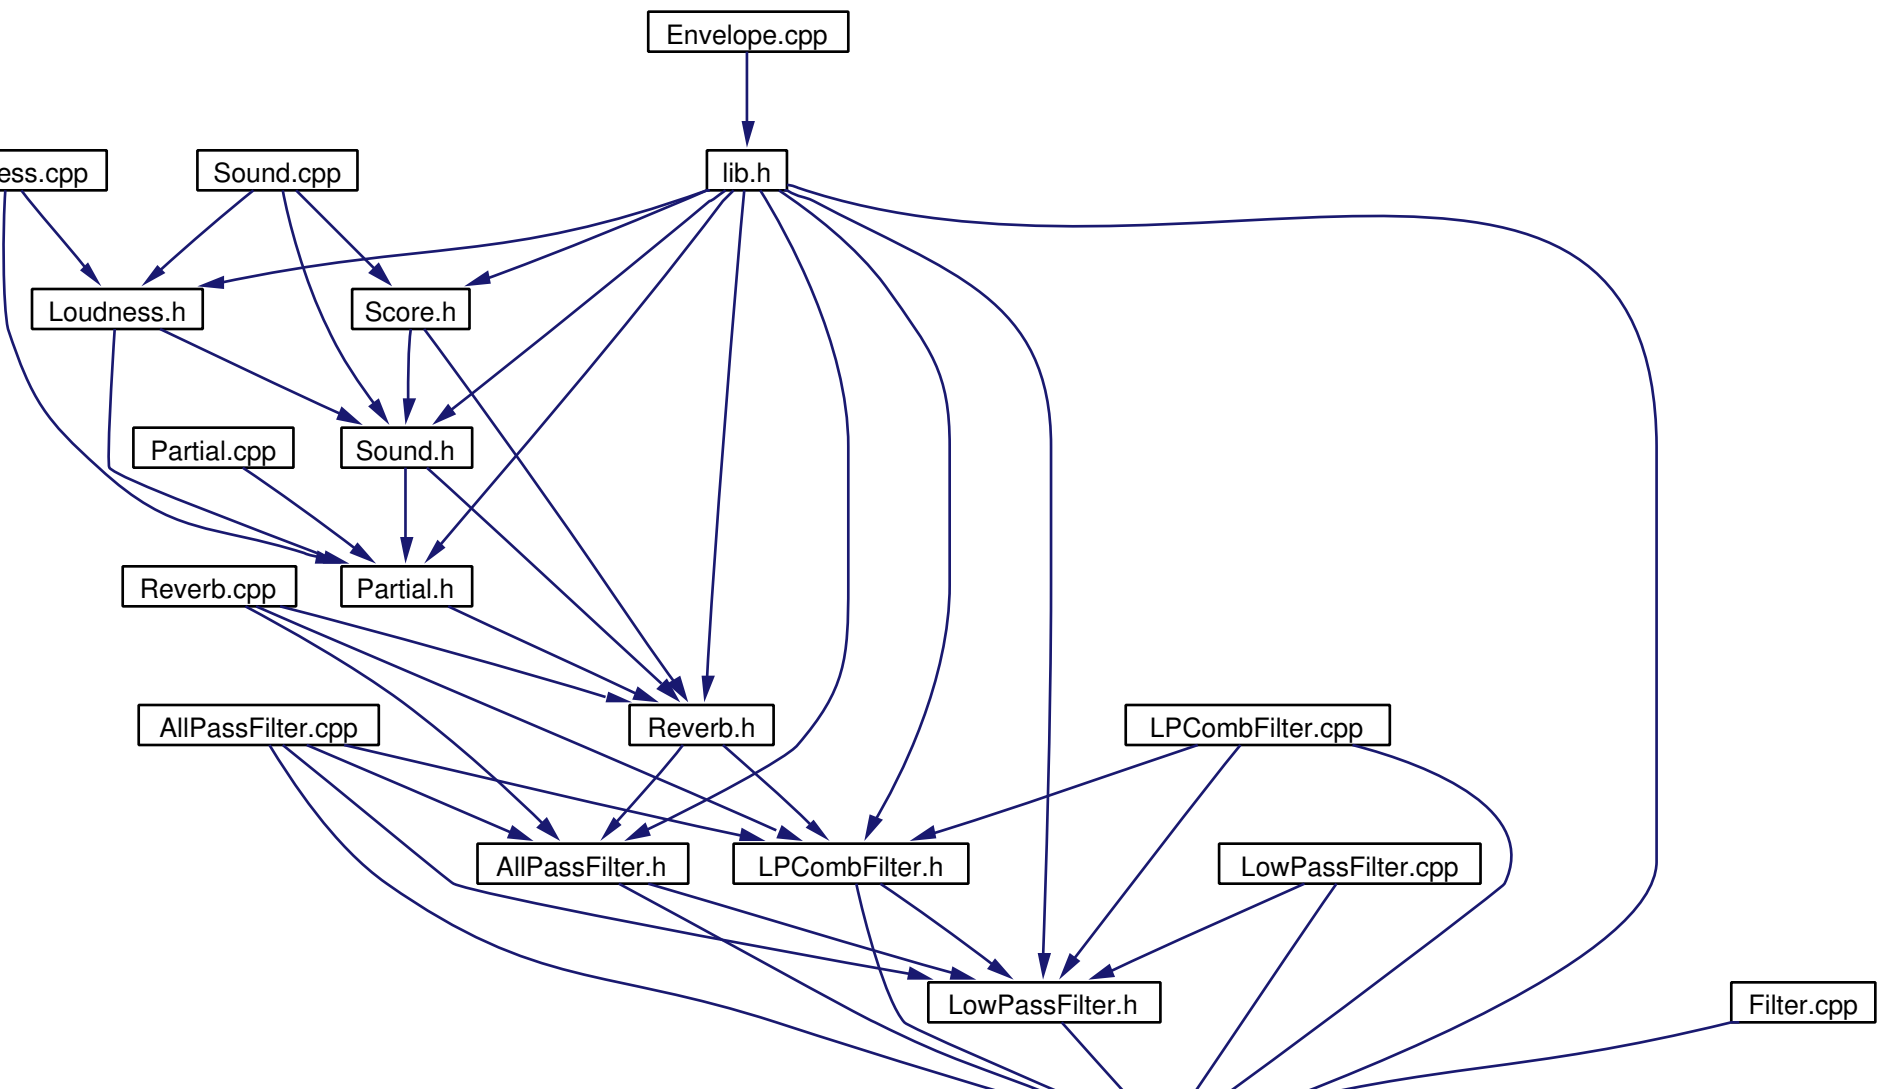 Envelope.cpp
ess.cpp
Sound.cpp
lib.h
Loudness.h
Score.h
Partial.cpp
Sound.h
Reverb.cpp
Partial.h
AllPassFilter.cpp
Reverb.h
LPCombFilter.cpp
AllPassFilter.h
LPCombFilter.h
LowPassFilter.cpp
LowPassFilter.h
Filter.cpp